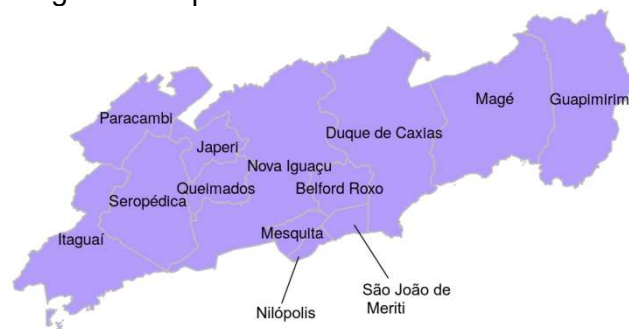 Paracambi
Magé
Guapimirim
Duque de Caxias
Japeri
Nova Iguaçu
Queimados
Belford Roxo
Seropédica
Itaguaí
Mesquita
São João de
Meriti
Nilópolis